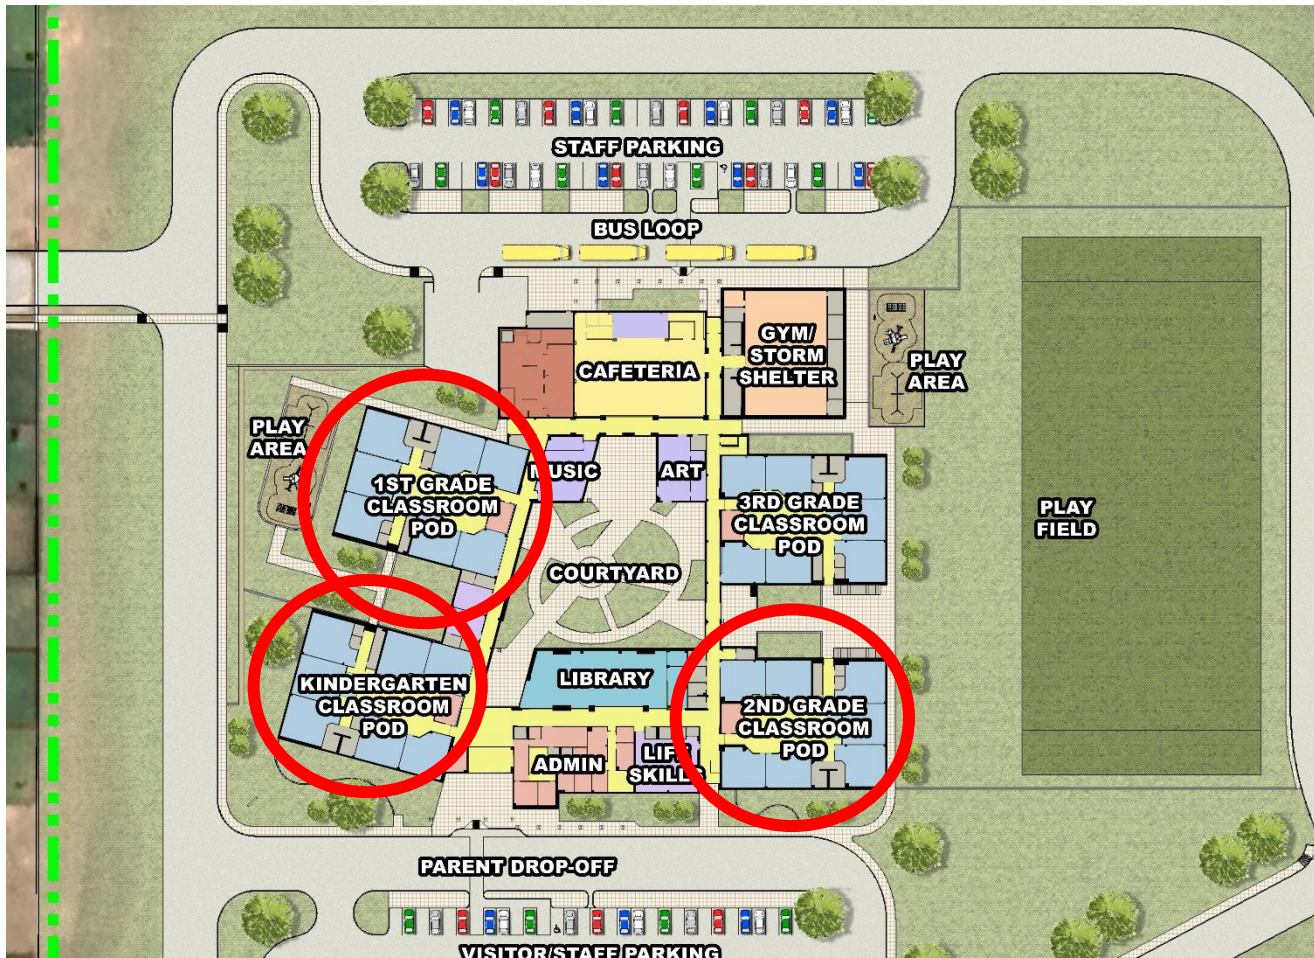 STAFF PARKING
BUS LOOP
GYM/
STORM
SHELTER
CAFETERIA
PLAY
AREA
PLAY
AREA
MUSIC
ART
1ST GRADE
CLASSROOM
POD
3RD GRADE
CLASSROOM
POD
PLAY
FIELD
COURTYARD
KINDERGARTEN
CLASSROOM
POD
LIBRARY
2ND GRADE
CLASSROOM
POD
ADMIN
LIFE
SKILLS
PARENT DROP-OFF
VISITOR/STAFF PARKING